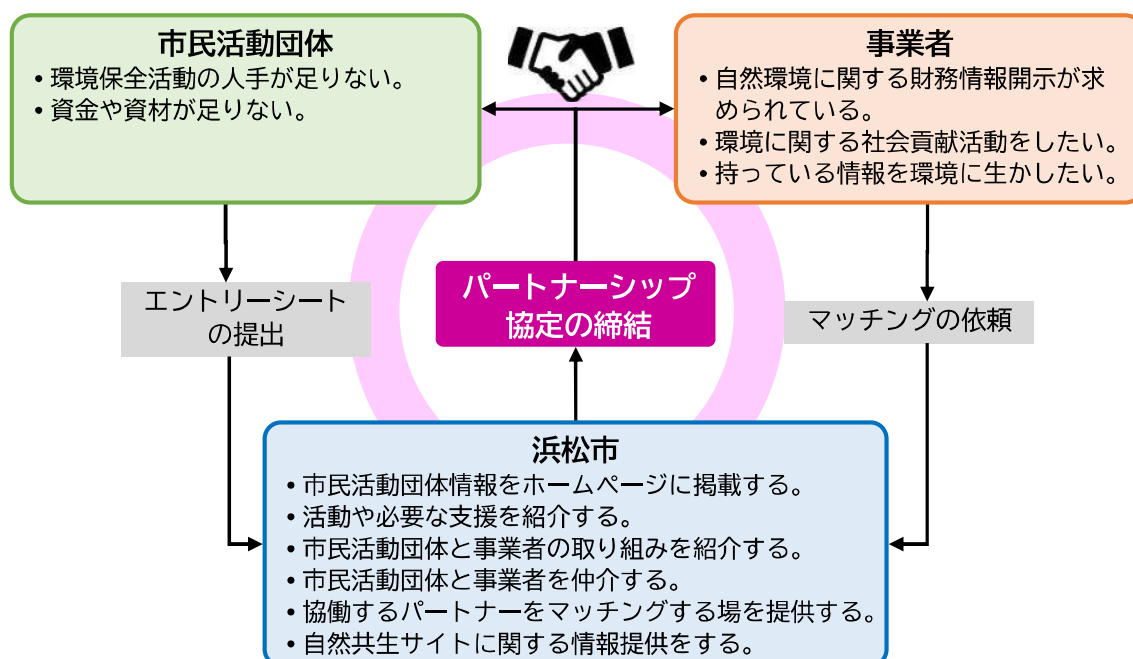 市民活動団体
• 環境保全活動の人手が足りない。
• 資金や資材が足りない。
事業者
• 自然環境に関する財務情報開示が求
められている。
• 環境に関する社会貢献活動をしたい。
• 持っている情報を環境に生かしたい。
エントリーシート
の提出
パートナーシップ
協定の締結
マッチングの依頼
浜松市
• 市民活動団体情報をホームページに掲載する。
• 活動や必要な支援を紹介する。
• 市民活動団体と事業者の取り組みを紹介する。
• 市民活動団体と事業者を仲介する。
• 協働するパートナーをマッチングする場を提供する。
• 自然共生サイトに関する情報提供をする。